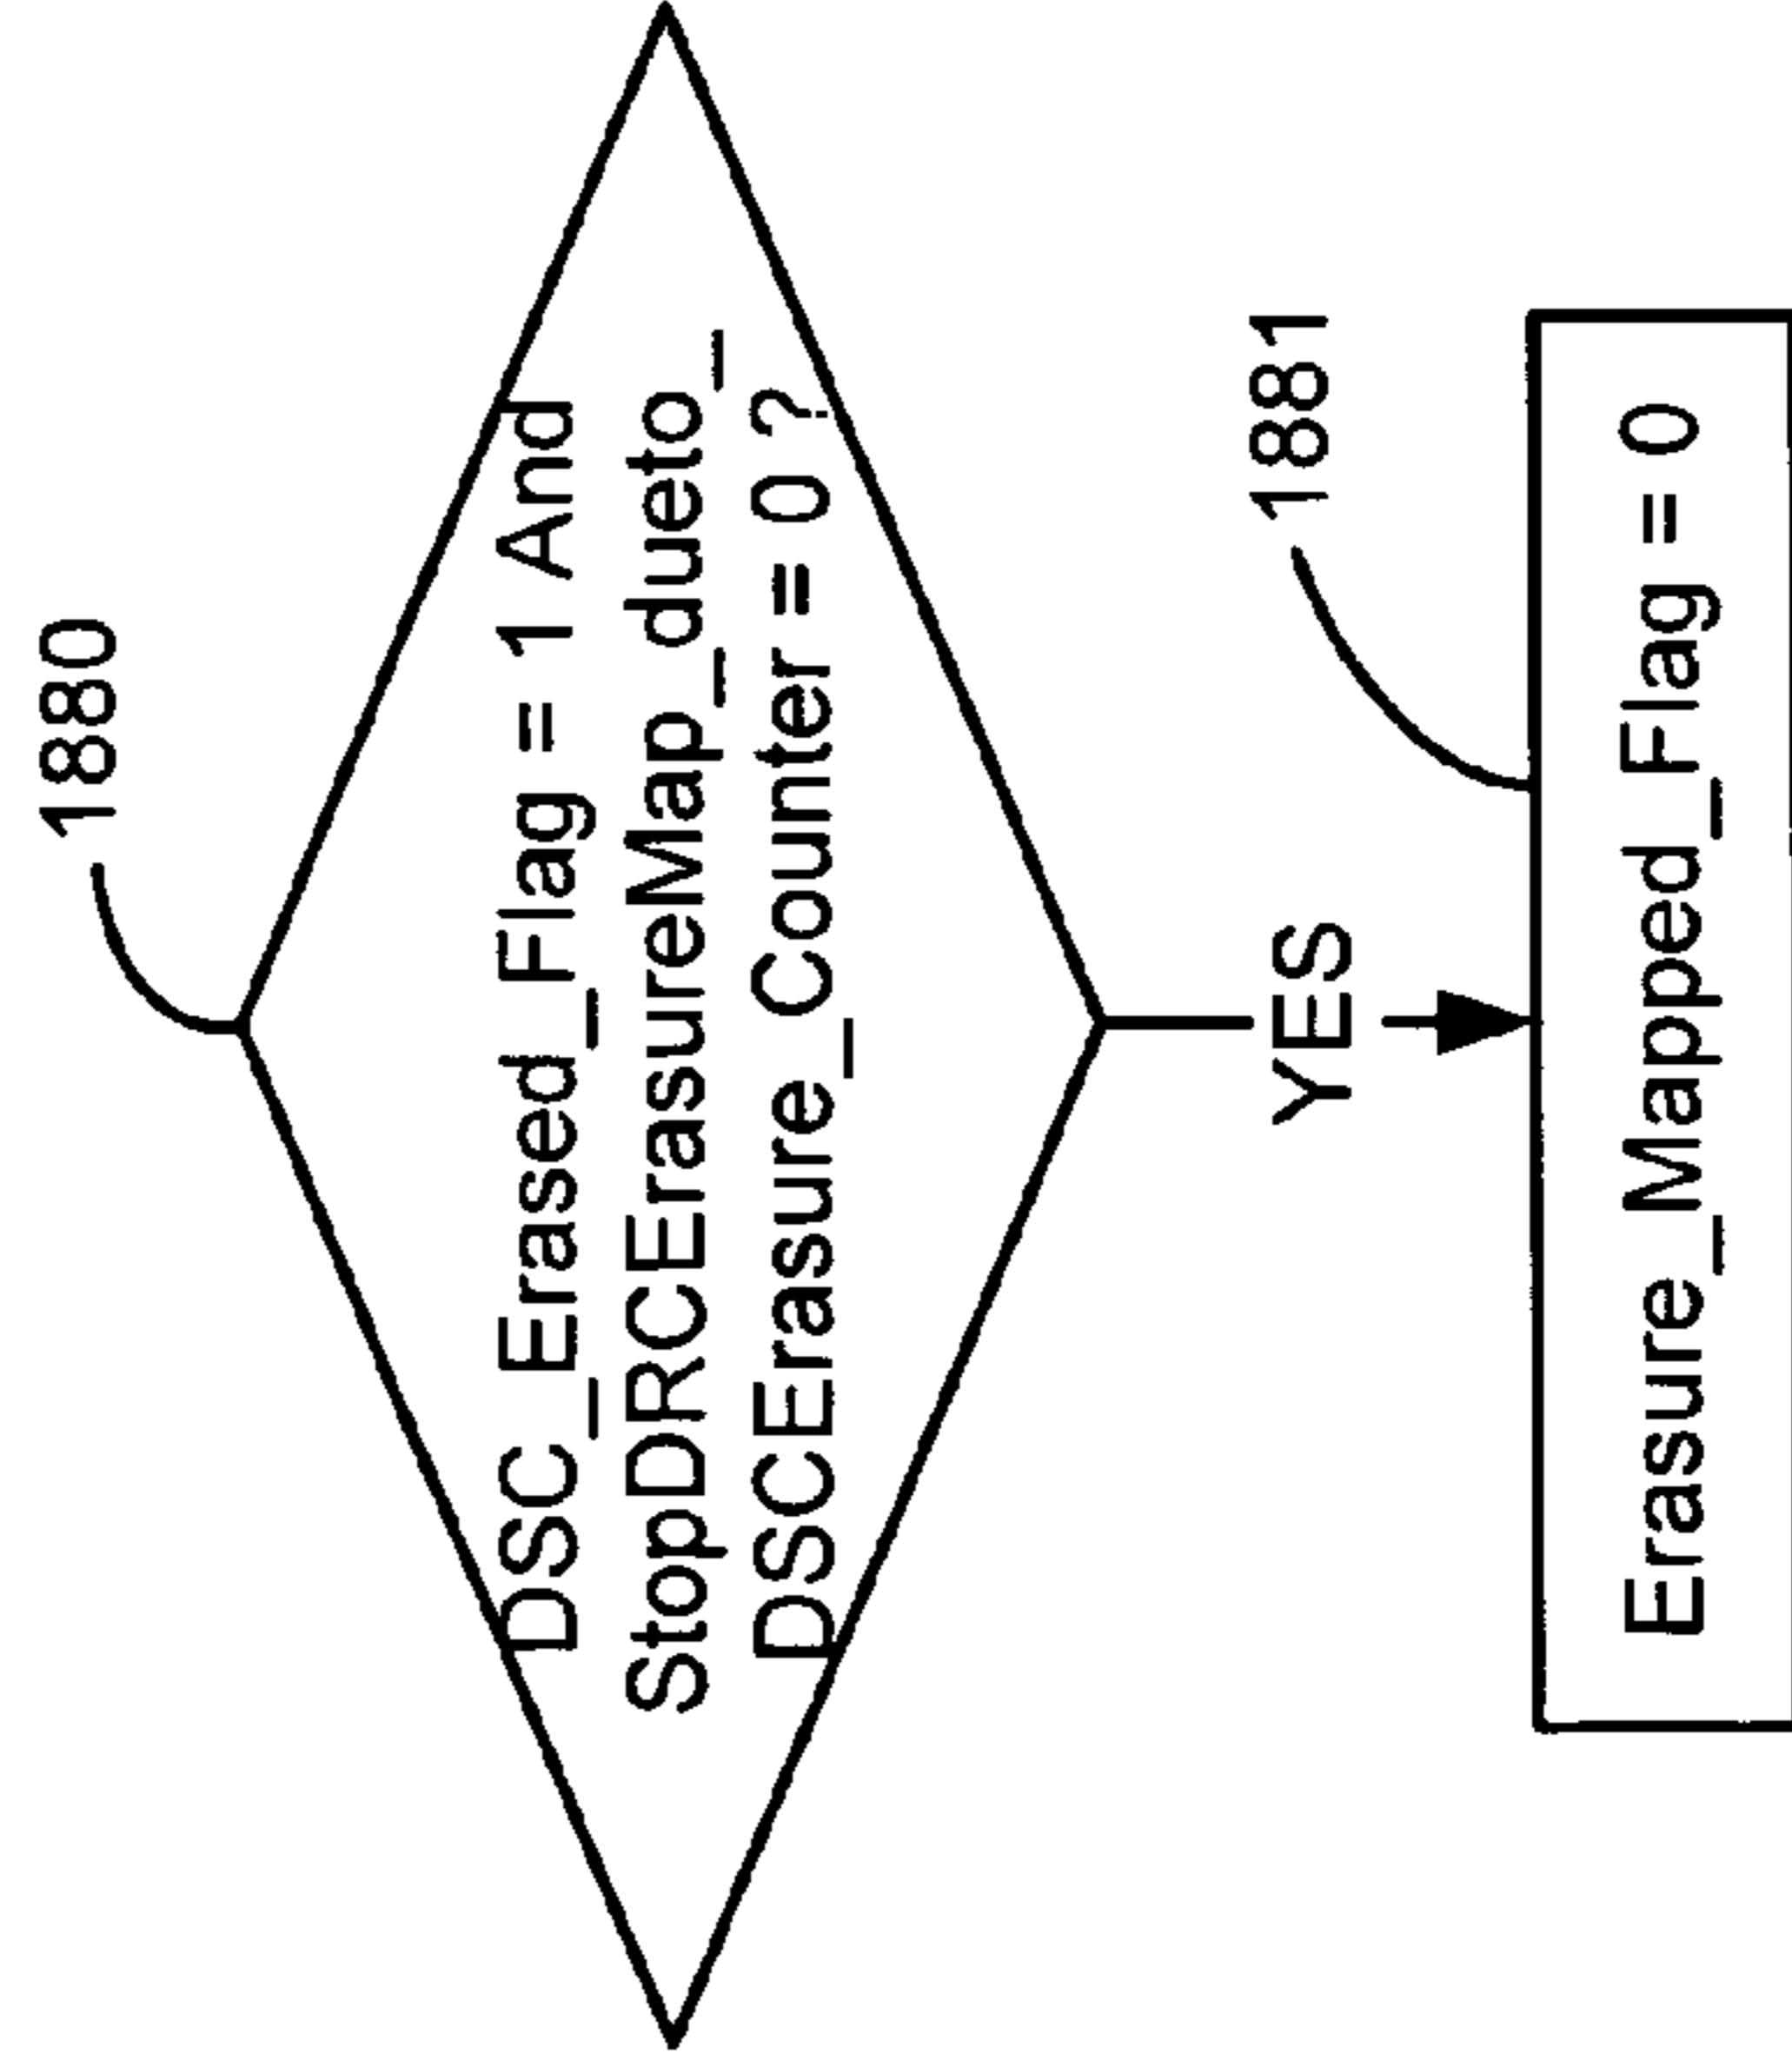 1880
DSC_Erased_Flag = 1 And
StopDRCErasureMap_dueto_
DSCErasure_Counter = 0 ?
YES
1881
Erasure_Mapped_Flag = 0